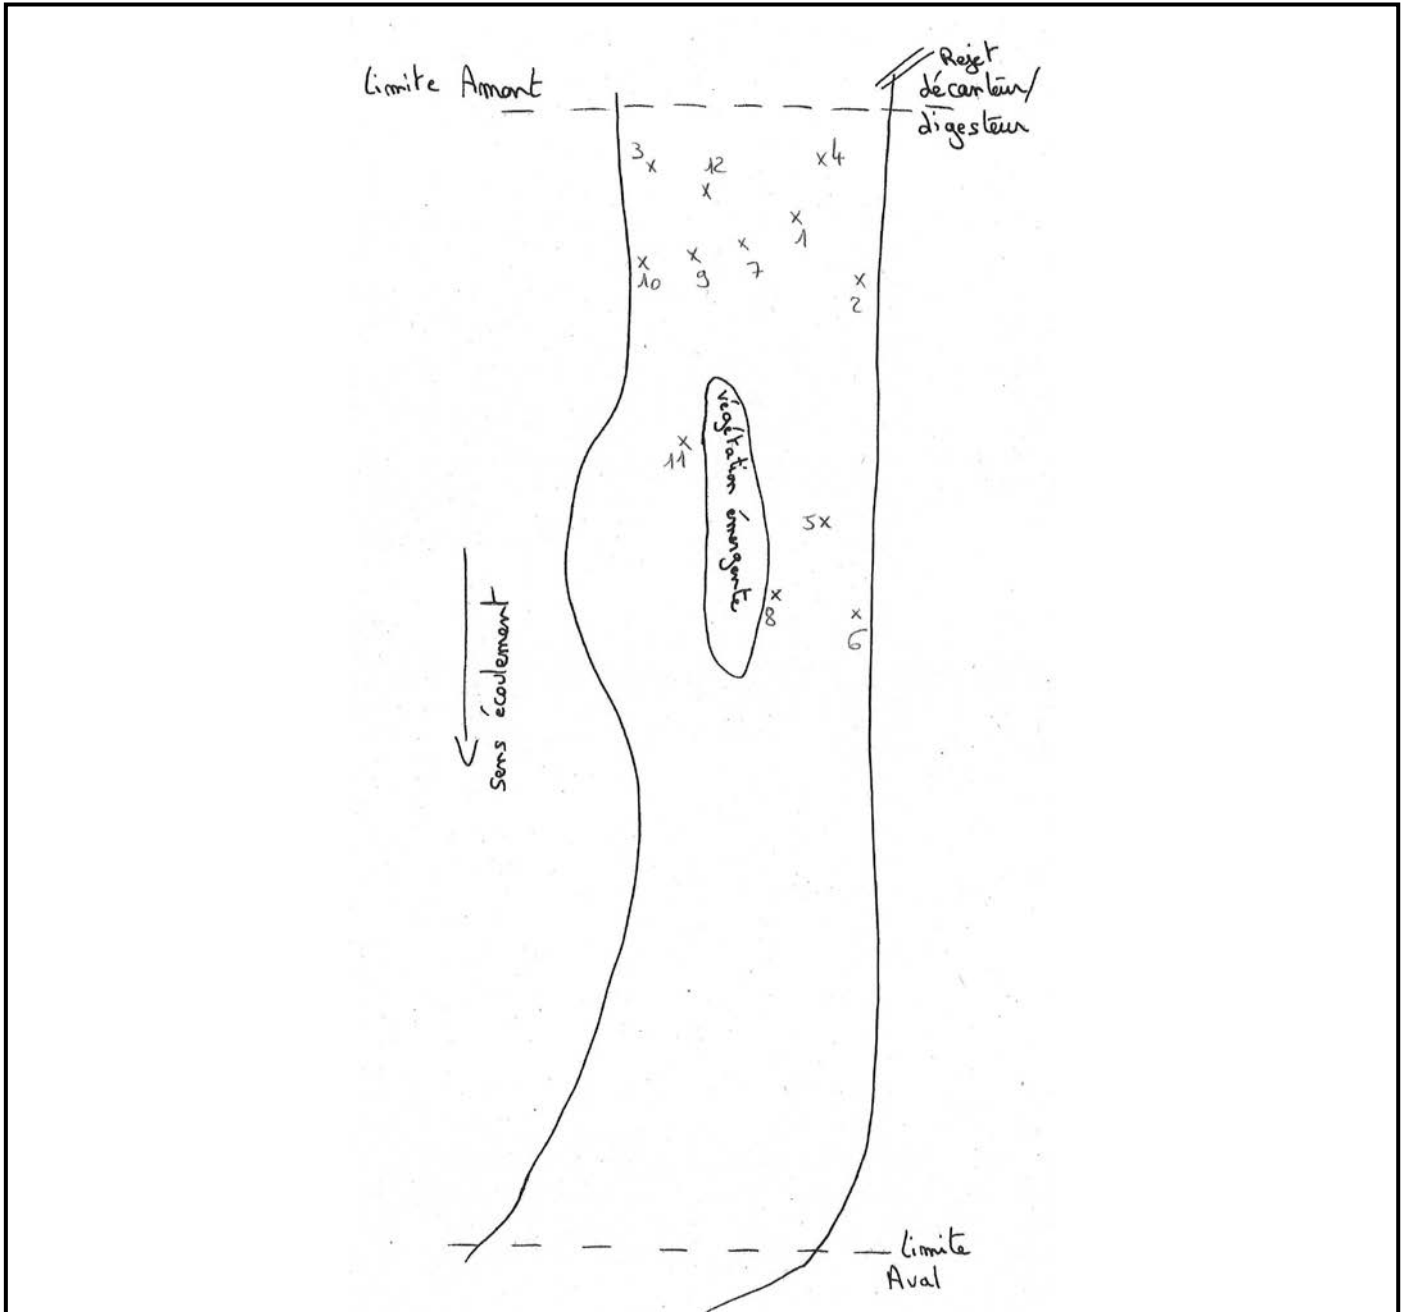 Limite Amont
Rejet
décanteur/
digesteur
3
12
4
1
10
9
7
2
végétation émergente
11
5
8
6
sens écoulement
Limite
Aval